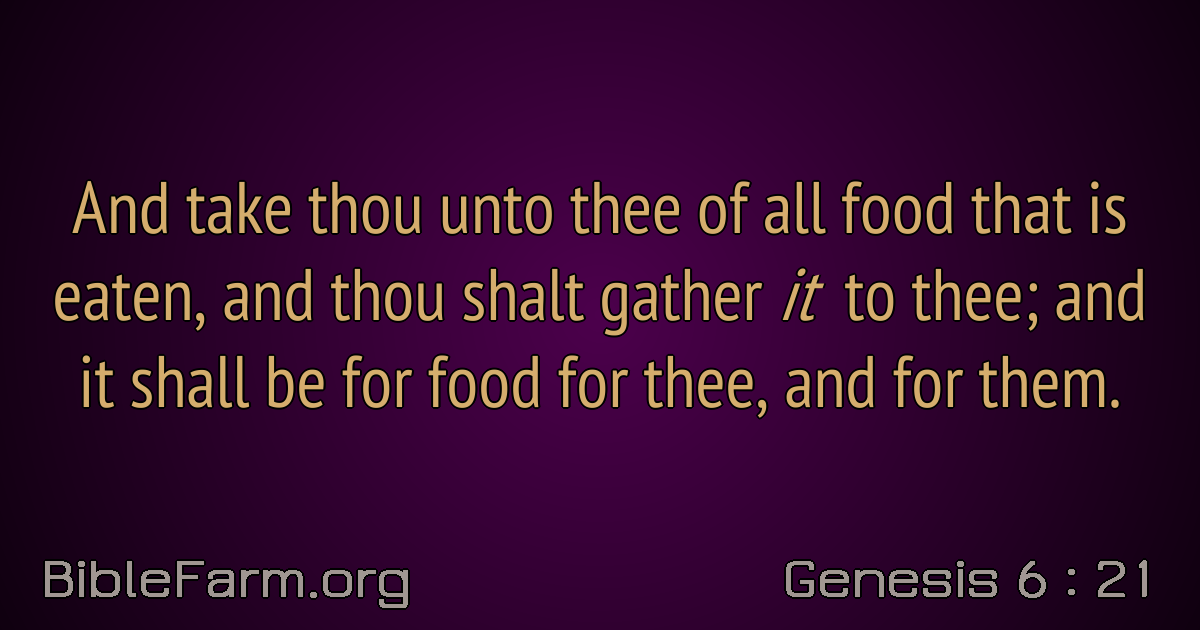 And take thou unto thee of all food that is
eaten, and thou shalt gather it to thee; and
it shall be for food for thee, and for them.
BibleFarm.org
Genesis 6 : 21